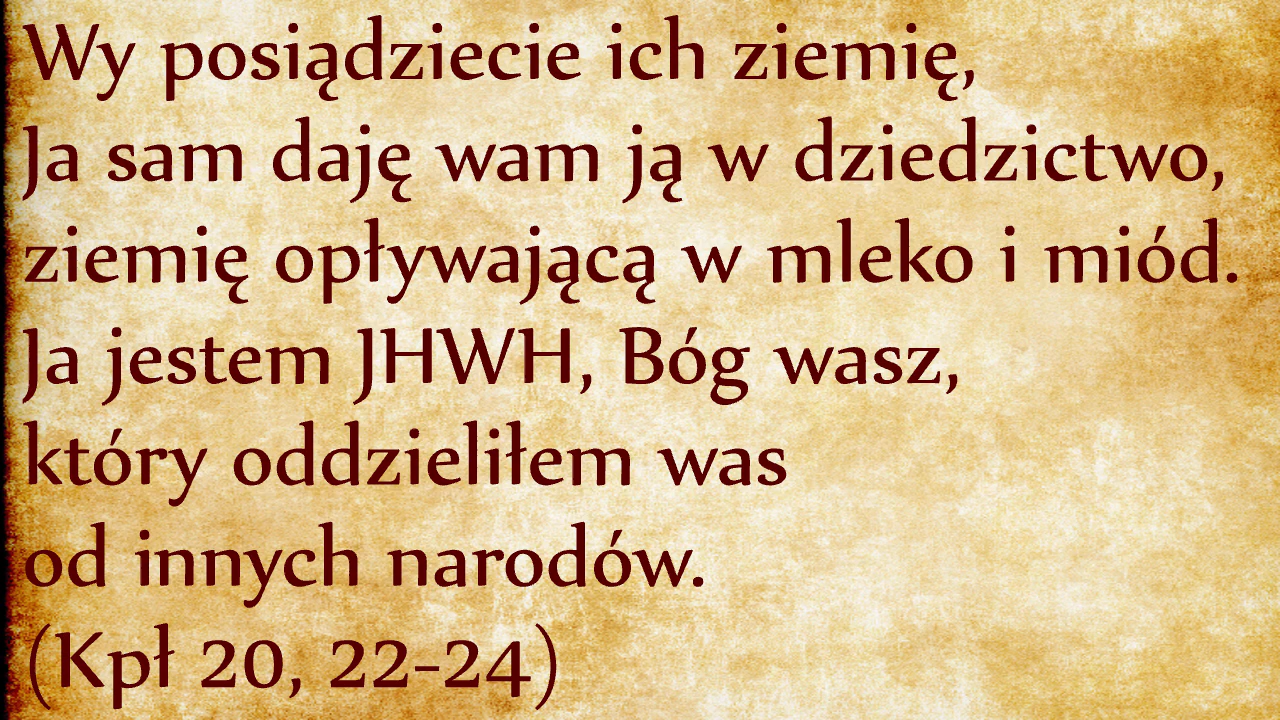 Wy posiądziecie ich ziemię,
Ja sam daję wam ją w dziedzictwo,
ziemię opływającą w mleko i miód.
Ja jestem JHWH, Bóg wasz,
który oddzieliłem was
od innych narodów.
(Kpł 20, 22-24)